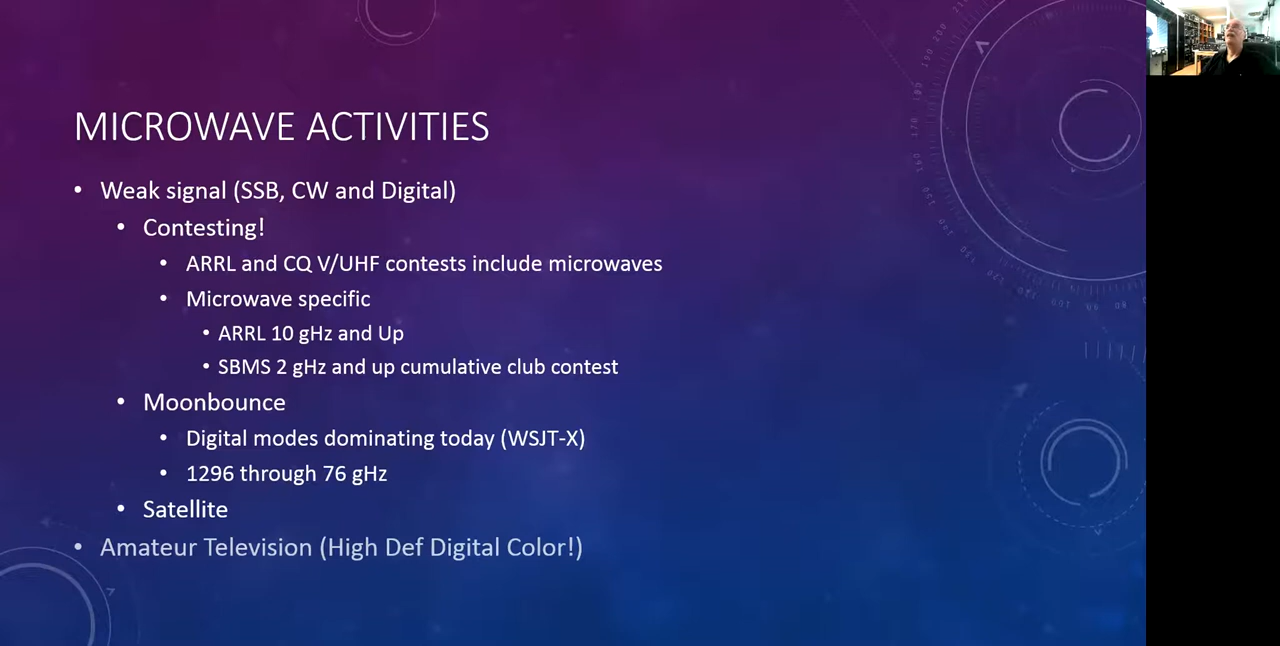 MICROWAVE ACTIVITIES
• Weak signal (SSB, CW and Digital)
• Contesting!
• ARRL and CQ V/UHF contests include microwaves
• Microwave specific
• ARRL 10 gHz and Up
• SBMS 2 gHz and up cumulative club contest
• Moonbounce
• Digital modes dominating today (WSJT-X)
• 1296 through 76 gHz
• Satellite
• Amateur Television (High Def Digital Color!)